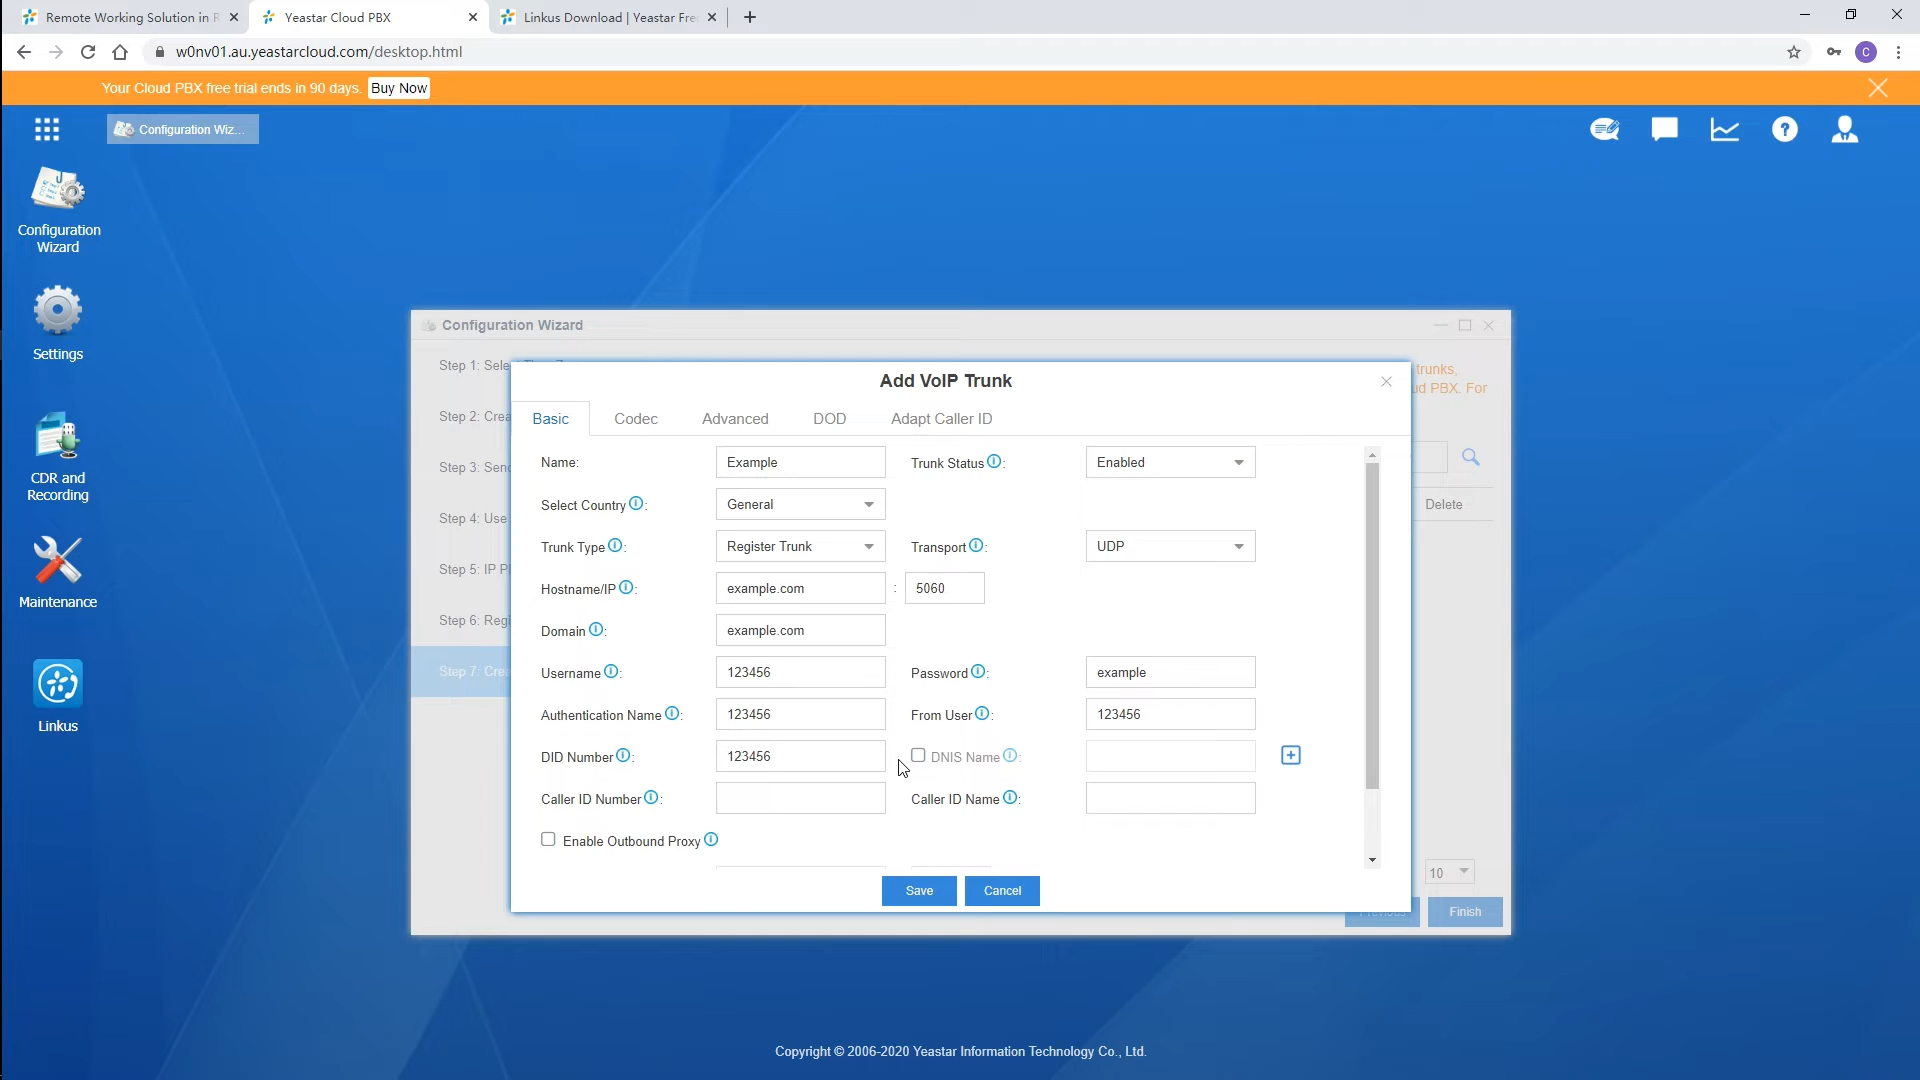 Remote Working Solution in
Yeastar Cloud PBX
Linkus Download | Yeastar Fre
w0nv01.au.yeastarcloud.com/desktop.html
C
Your Cloud PBX free trial ends in 90 days.
Buy Now
Configuration Wiz...
Configuration
Wizard
Settings
CDR and
Recording
Maintenance
Linkus
Configuration Wizard
Step 1: Sele
Step 2: Crea
Step 3: Send
Step 4: Use
Step 5: IP P
Step 6: Regi
Step 7: Crea
trunks,
ud PBX. For
Delete
10
Previous
Finish
Add VoIP Trunk
Basic
Codec
Advanced
DOD
Adapt Caller ID
Name:
Example
Trunk Status :
Enabled
Select Country :
General
Trunk Type :
Register Trunk
Transport :
UDP
Hostname/IP :
example.com
:
5060
Domain :
example.com
Username :
123456
Password :
example
Authentication Name :
123456
From User :
123456
DID Number :
123456
DNIS Name :
Caller ID Number :
Caller ID Name :
Enable Outbound Proxy
Save
Cancel
Copyright © 2006-2020 Yeastar Information Technology Co., Ltd.